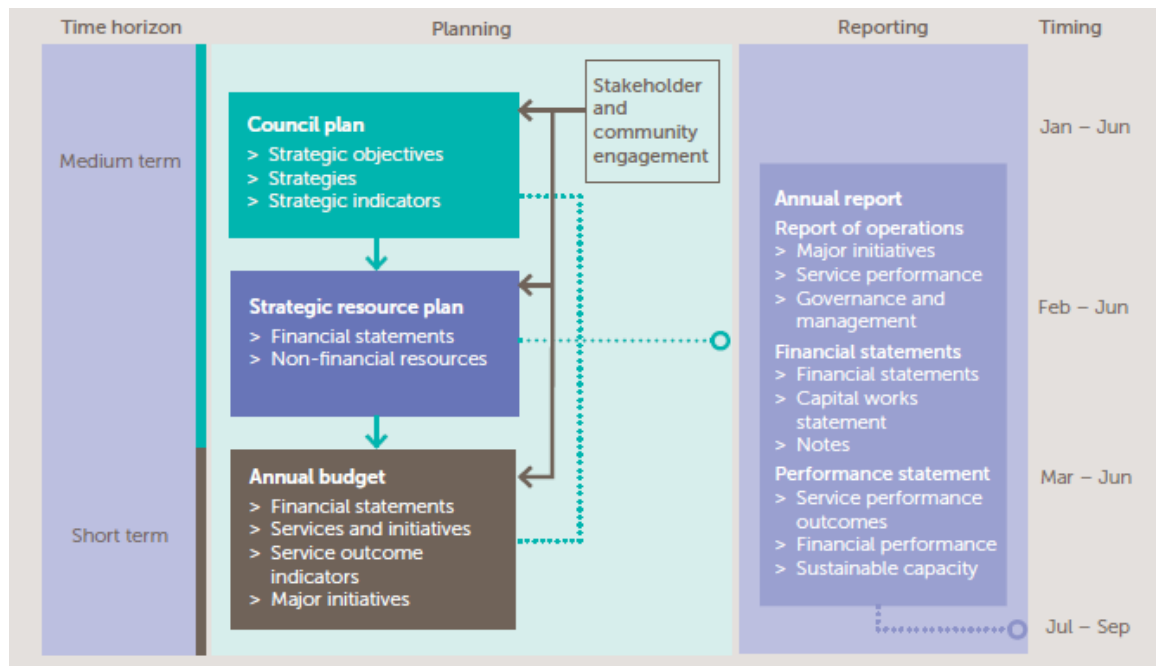 Time horizon
Planning
Reporting
Timing
Medium term
Short term
Stakeholder
and
community
engagement
Council plan
> Strategic objectives
> Strategies
> Strategic indicators
Strategic resource plan
> Financial statements
> Non-financial resources
Annual budget
> Financial statements
> Services and initiatives
> Service outcome
indicators
> Major initiatives
Annual report
Report of operations
> Major initiatives
> Service performance
> Governance and
management
Financial statements
> Financial statements
> Capital works
statement
> Notes
Performance statement
> Service performance
outcomes
> Financial performance
> Sustainable capacity
Jan – Jun
Feb – Jun
Mar – Jun
Jul – Sep